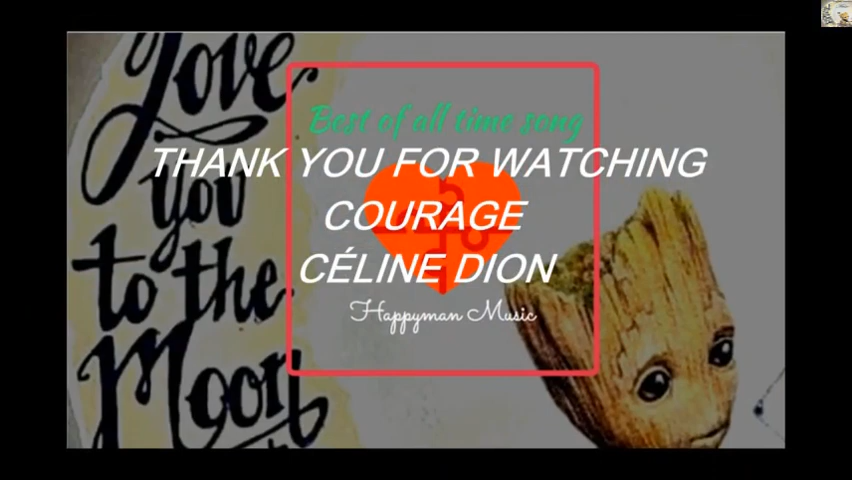 Love
you
to the
Moon
Best of all time song
THANK YOU FOR WATCHING
COURAGE
CÉLINE DION
Happyman Music